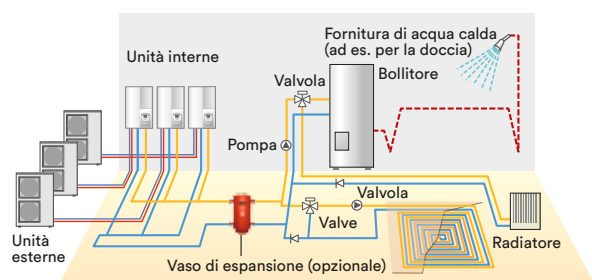 Fornitura di acqua calda
(ad es. per la doccia)
Unità interne
Bollitore
Valvola
Pompa
Valvola
Valve
Unità
esterne
Radiatore
Vaso di espansione (opzionale)